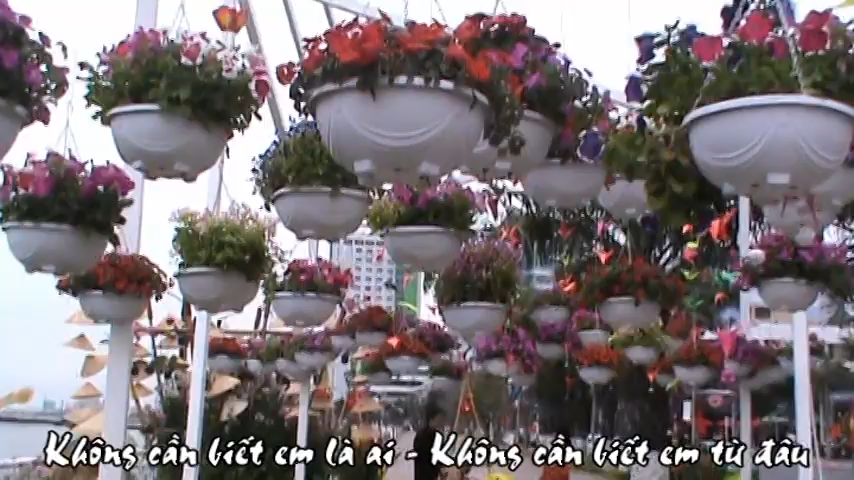 Không cần biết em là ai - Không cần biết em từ đâu